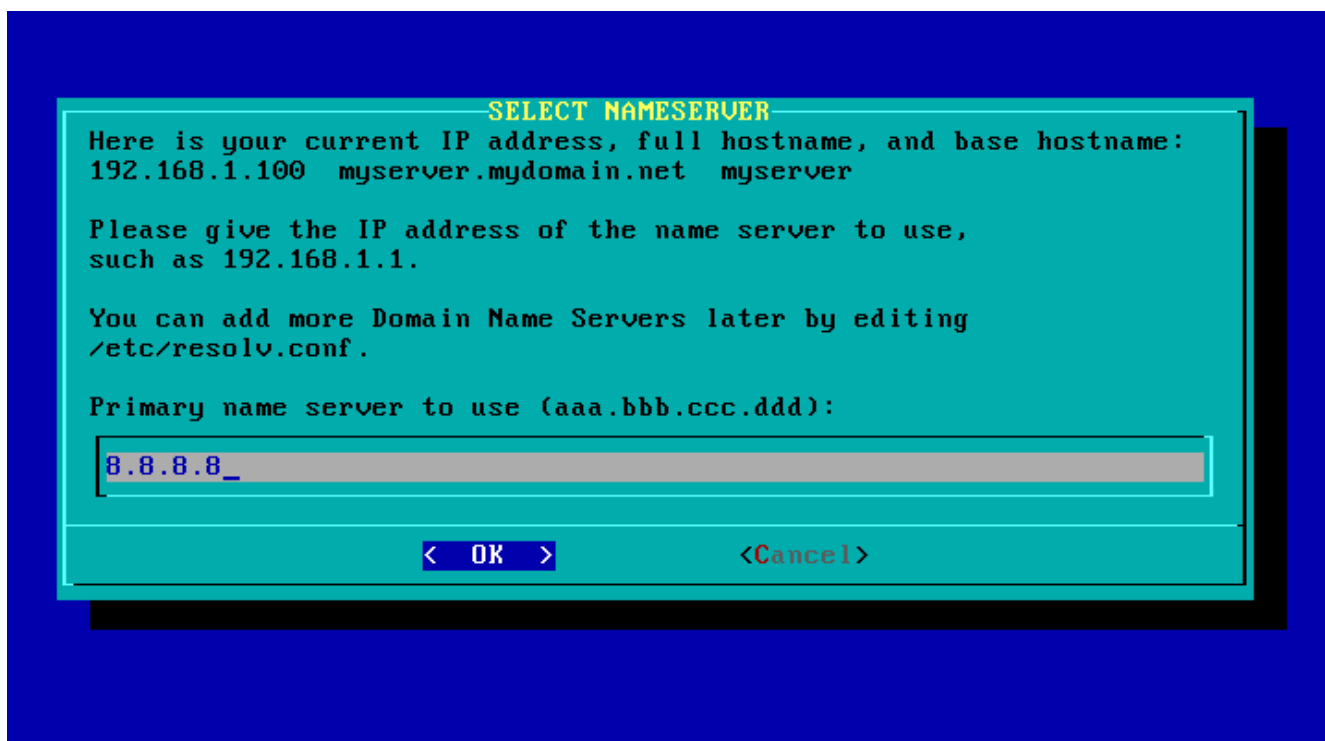 SELECT NAMESERVER
Here is your current IP address, full hostname, and base hostname:
192.168.1.100  myserver.mydomain.net  myserver
Please give the IP address of the name server to use,
such as 192.168.1.1.
You can add more Domain Name Servers later by editing
/etc/resolv.conf.
Primary name server to use (aaa.bbb.ccc.ddd):
8.8.8.8_
<  OK  > <Cancel>